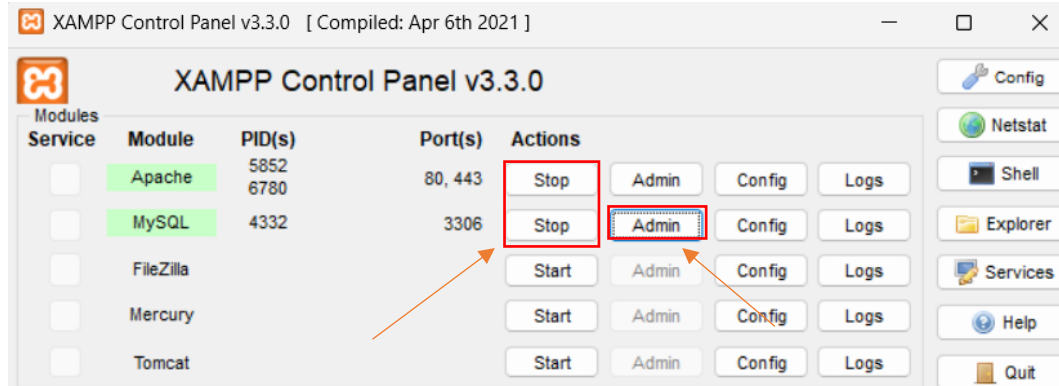 XAMPP Control Panel v3.3.0 [ Compiled: Apr 6th 2021 ]
XAMPP Control Panel v3.3.0
Config
Modules
Netstat
Service Module PID(s) Port(s) Actions
Apache 5852 6780 80, 443 Stop Admin Config Logs
Shell
MySQL 4332 3306 Stop Admin Config Logs
Explorer
FileZilla Start Admin Config Logs
Services
Mercury Start Admin Config Logs
Help
Tomcat Start Admin Config Logs
Quit